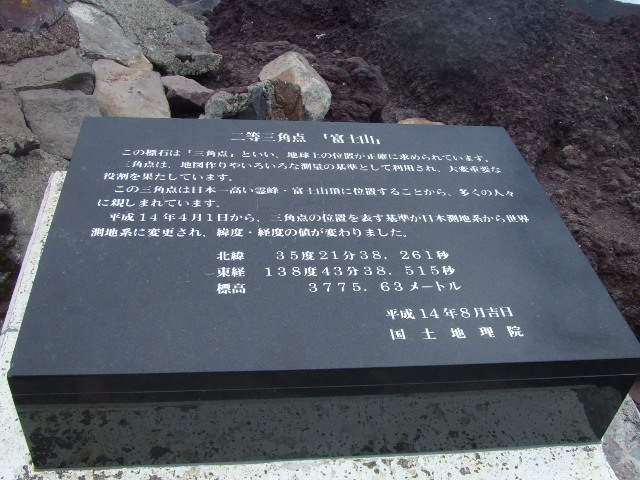 二等三角点 「富士山」
この標石は「三角点」といい、地球上の位置が正確に求められています。
三角点は、地図作りやいろいろな測量の基準として利用され、大変重要な
役割を果たしています。
この三角点は日本一高い霊峰・富士山頂に位置することから、多くの人々
に親しまれています。
平成14年4月1日から、三角点の位置を表す基準が日本測地系から世界
測地系に変更され、緯度・経度の値が変わりました。
北緯 35度21分38.261秒
東経 138度43分38.515秒
標高 3775.63メートル
平成14年8月吉日
国土地理院